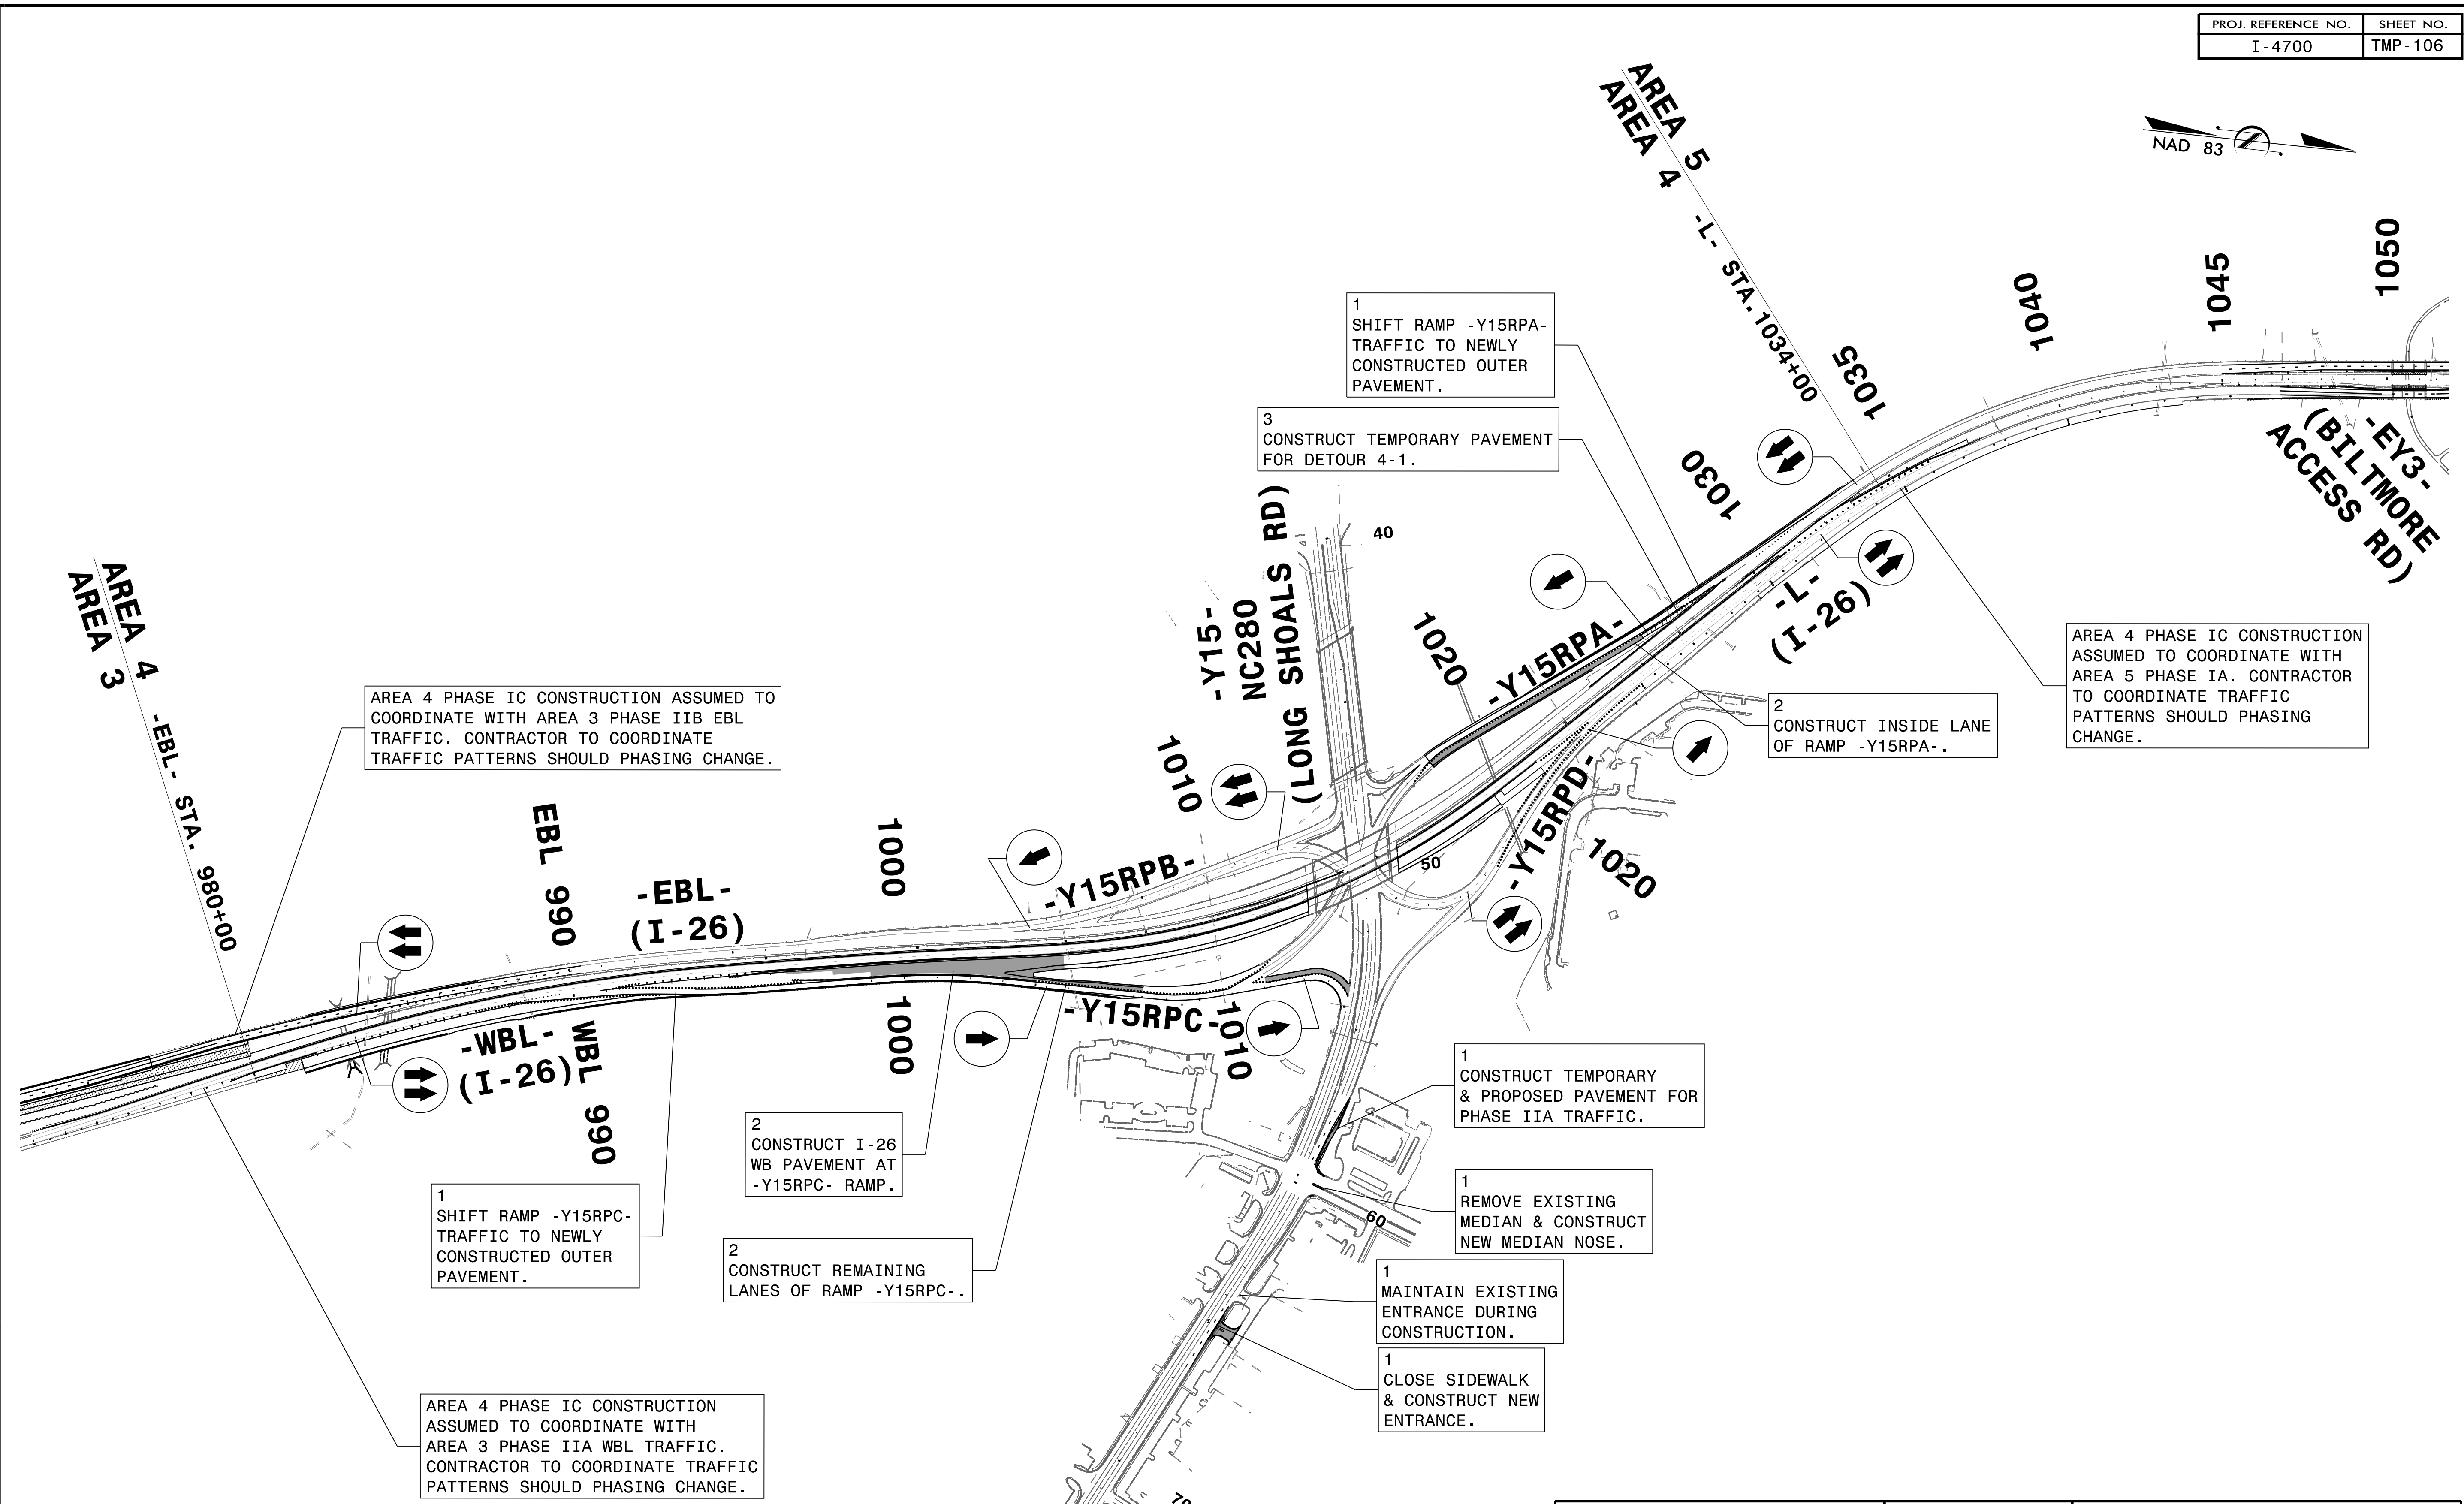 PROJ. REFERENCE NO.
SHEET NO.
I-4700
TMP-106
NAD 83
AREA 5
AREA 4
-L- STA.1034+00
1050
1045
1040
1035
1030
1
SHIFT RAMP -Y15RPA-
TRAFFIC TO NEWLY
CONSTRUCTED OUTER
PAVEMENT.
3
CONSTRUCT TEMPORARY PAVEMENT
FOR DETOUR 4-1.
-EY3-
(BILTMORE
ACCESS RD)
-L-
(I-26)
-Y15-
NC280
(LONG SHOALS RD)
40
1020
-Y15RPA-
AREA 4 PHASE IC CONSTRUCTION
ASSUMED TO COORDINATE WITH
AREA 5 PHASE IA. CONTRACTOR
TO COORDINATE TRAFFIC
PATTERNS SHOULD PHASING
CHANGE.
2
CONSTRUCT INSIDE LANE
OF RAMP -Y15RPA-.
AREA 4
AREA 3
-EBL- STA. 980+00
AREA 4 PHASE IC CONSTRUCTION ASSUMED TO
COORDINATE WITH AREA 3 PHASE IIB EBL
TRAFFIC. CONTRACTOR TO COORDINATE
TRAFFIC PATTERNS SHOULD PHASING CHANGE.
EBL 990
-EBL-
(I-26)
1000
1010
-Y15RPB-
50
-Y15RPD-
1020
-WBL-
(I-26)
WBL 990
1000
-Y15RPC-
1010
1
CONSTRUCT TEMPORARY
& PROPOSED PAVEMENT FOR
PHASE IIA TRAFFIC.
2
CONSTRUCT I-26
WB PAVEMENT AT
-Y15RPC- RAMP.
1
SHIFT RAMP -Y15RPC-
TRAFFIC TO NEWLY
CONSTRUCTED OUTER
PAVEMENT.
2
CONSTRUCT REMAINING
LANES OF RAMP -Y15RPC-.
1
REMOVE EXISTING
MEDIAN & CONSTRUCT
NEW MEDIAN NOSE.
60
1
MAINTAIN EXISTING
ENTRANCE DURING
CONSTRUCTION.
1
CLOSE SIDEWALK
& CONSTRUCT NEW
ENTRANCE.
AREA 4 PHASE IC CONSTRUCTION
ASSUMED TO COORDINATE WITH
AREA 3 PHASE IIA WBL TRAFFIC.
CONTRACTOR TO COORDINATE TRAFFIC
PATTERNS SHOULD PHASING CHANGE.